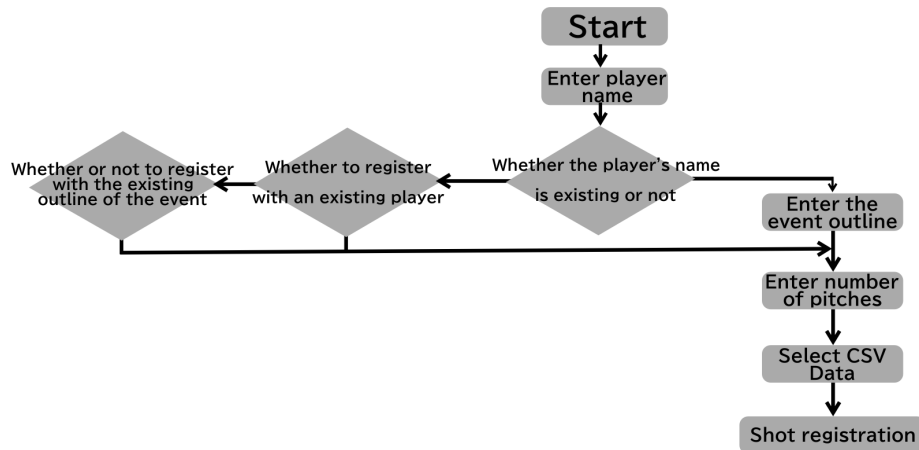 Start
Enter player
name
Whether the player's name
is existing or not
Whether to register
with an existing player
Whether or not to register
with the existing
outline of the event
Enter the
event outline
Enter number
of pitches
Select CSV
Data
Shot registration